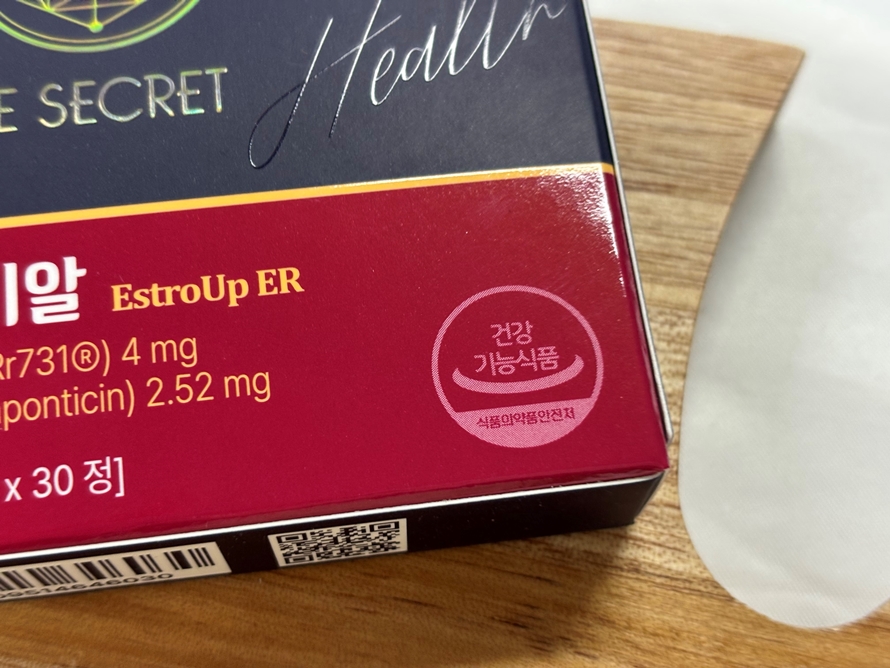 E SECRET
Health
이알 EstroUp ER
Rr731®) 4 mg
ponticin) 2.52 mg
x 30 정]
건강
기능식품
식품의약품안전처